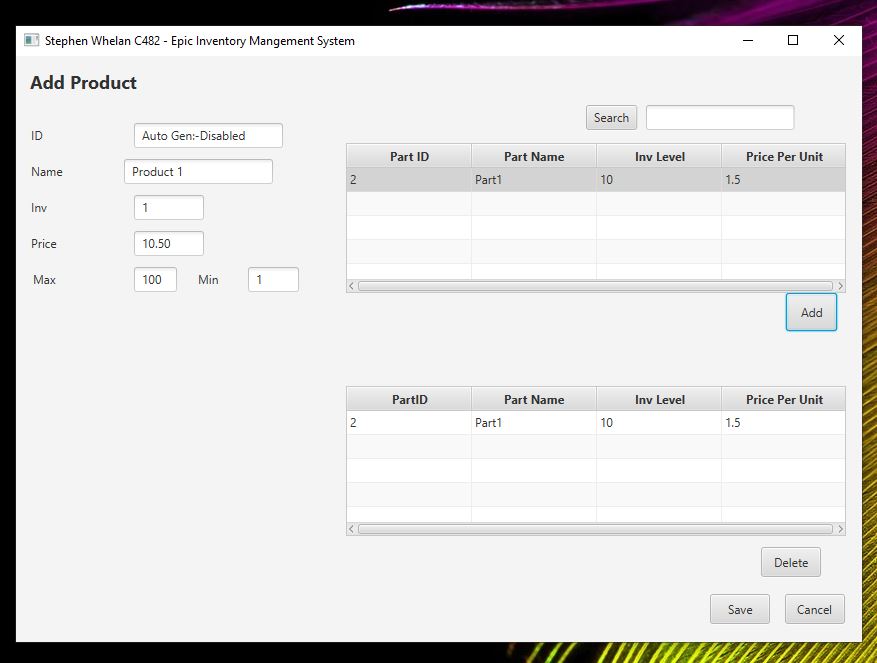 Stephen Whelan C482 - Epic Inventory Mangement System
Add Product
Search
ID Auto Gen:-Disabled
Name Product 1
Inv 1
Price 10.50
Max 100 Min 1
Part ID Part Name Inv Level Price Per Unit
2 Part1 10 1.5
Add
PartID Part Name Inv Level Price Per Unit
2 Part1 10 1.5
Delete
Save Cancel